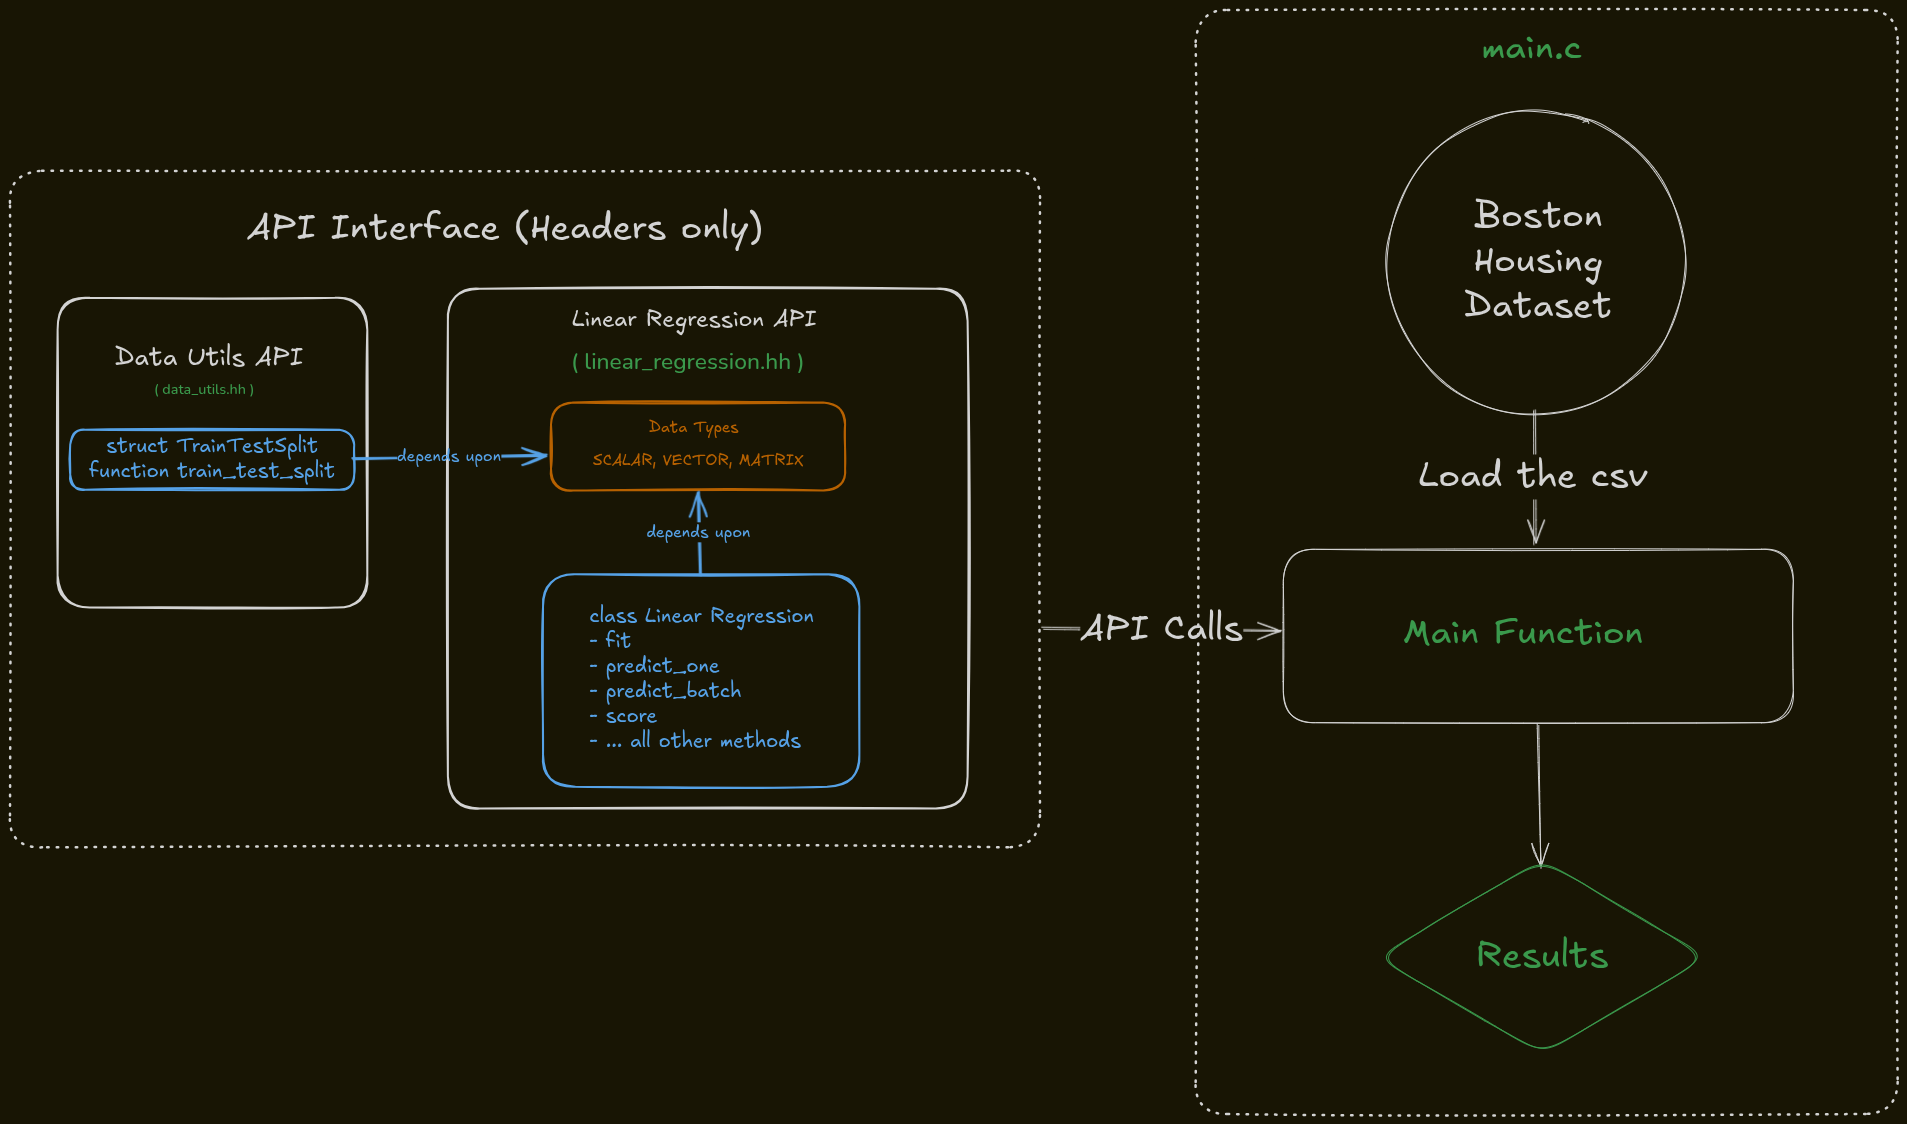 API Interface (Headers only)
Data Utils API
( data_utils.hh )
struct TrainTestSplit
function train_test_split
depends upon
Linear Regression API
( linear_regression.hh )
Data Types
SCALAR, VECTOR, MATRIX
depends upon
class Linear Regression
- fit
- predict_one
- predict_batch
- score
- ... all other methods
API Calls
main.c
Boston
Housing
Dataset
Load the csv
Main Function
Results